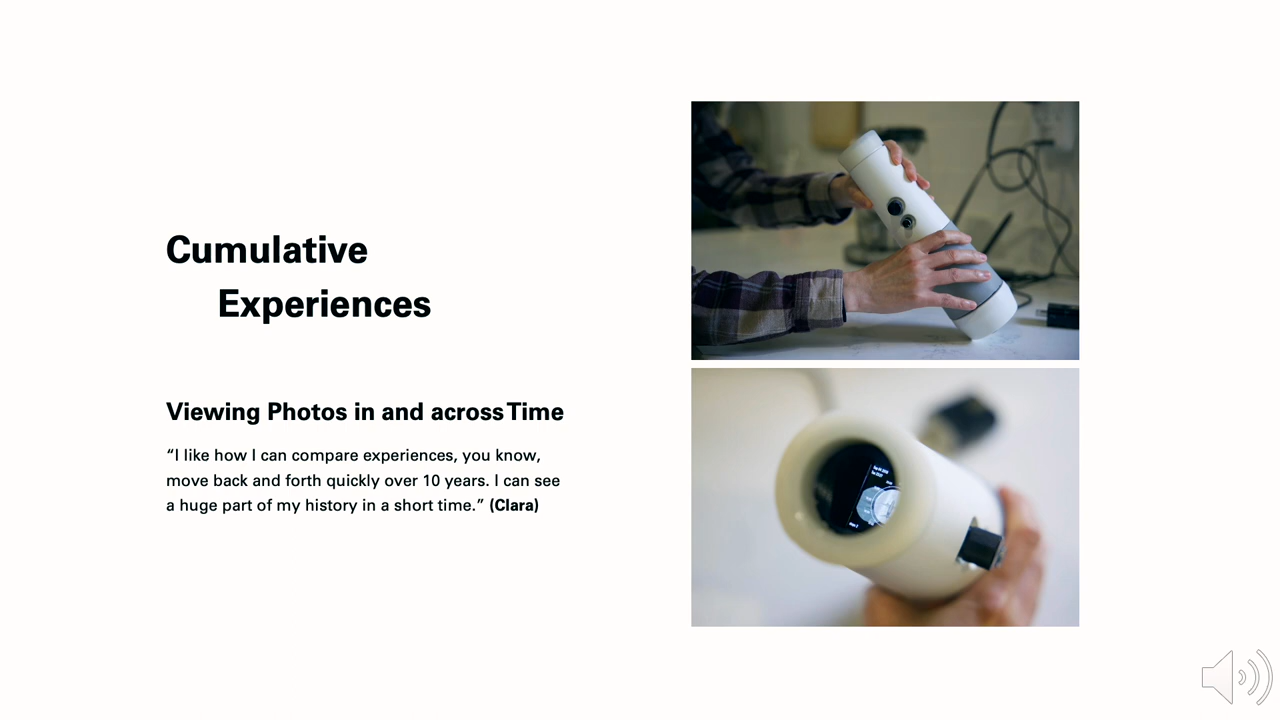 Cumulative
Experiences
Viewing Photos in and across Time
“I like how I can compare experiences, you know,
move back and forth quickly over 10 years. I can see
a huge part of my history in a short time.” (Clara)